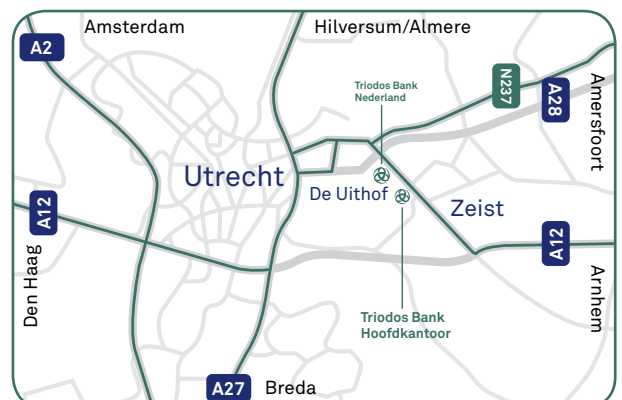 Amsterdam
Hilversum/Almere
A2
N237
A28
Amersfoort
Triodos Bank
Nederland
Utrecht
De Uithof
Zeist
A12
A12
Den Haag
Arnhem
Triodos Bank
Hoofdkantoor
A27
Breda